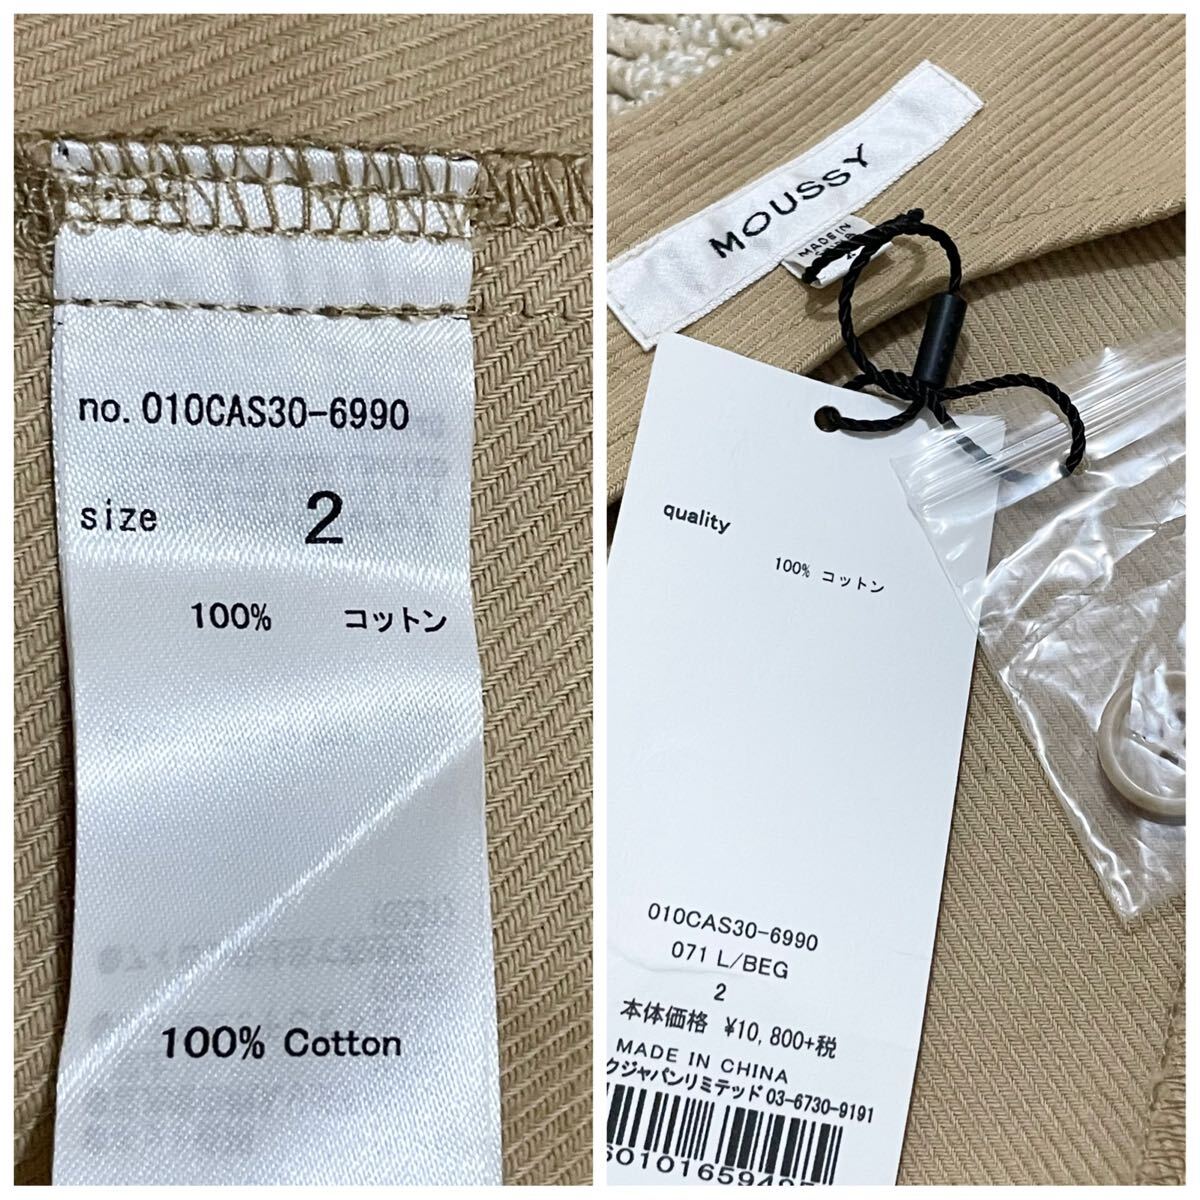 no. 010CAS30-6990
size 2
100% コットン
100% Cotton
MOUSSY
MADE IN
quality
100% コットン
010CAS30-6990
071 L/BEG
2
本体価格 ¥10,800+税
MADE IN CHINA
クジャパンリミテッド 03-6730-9191